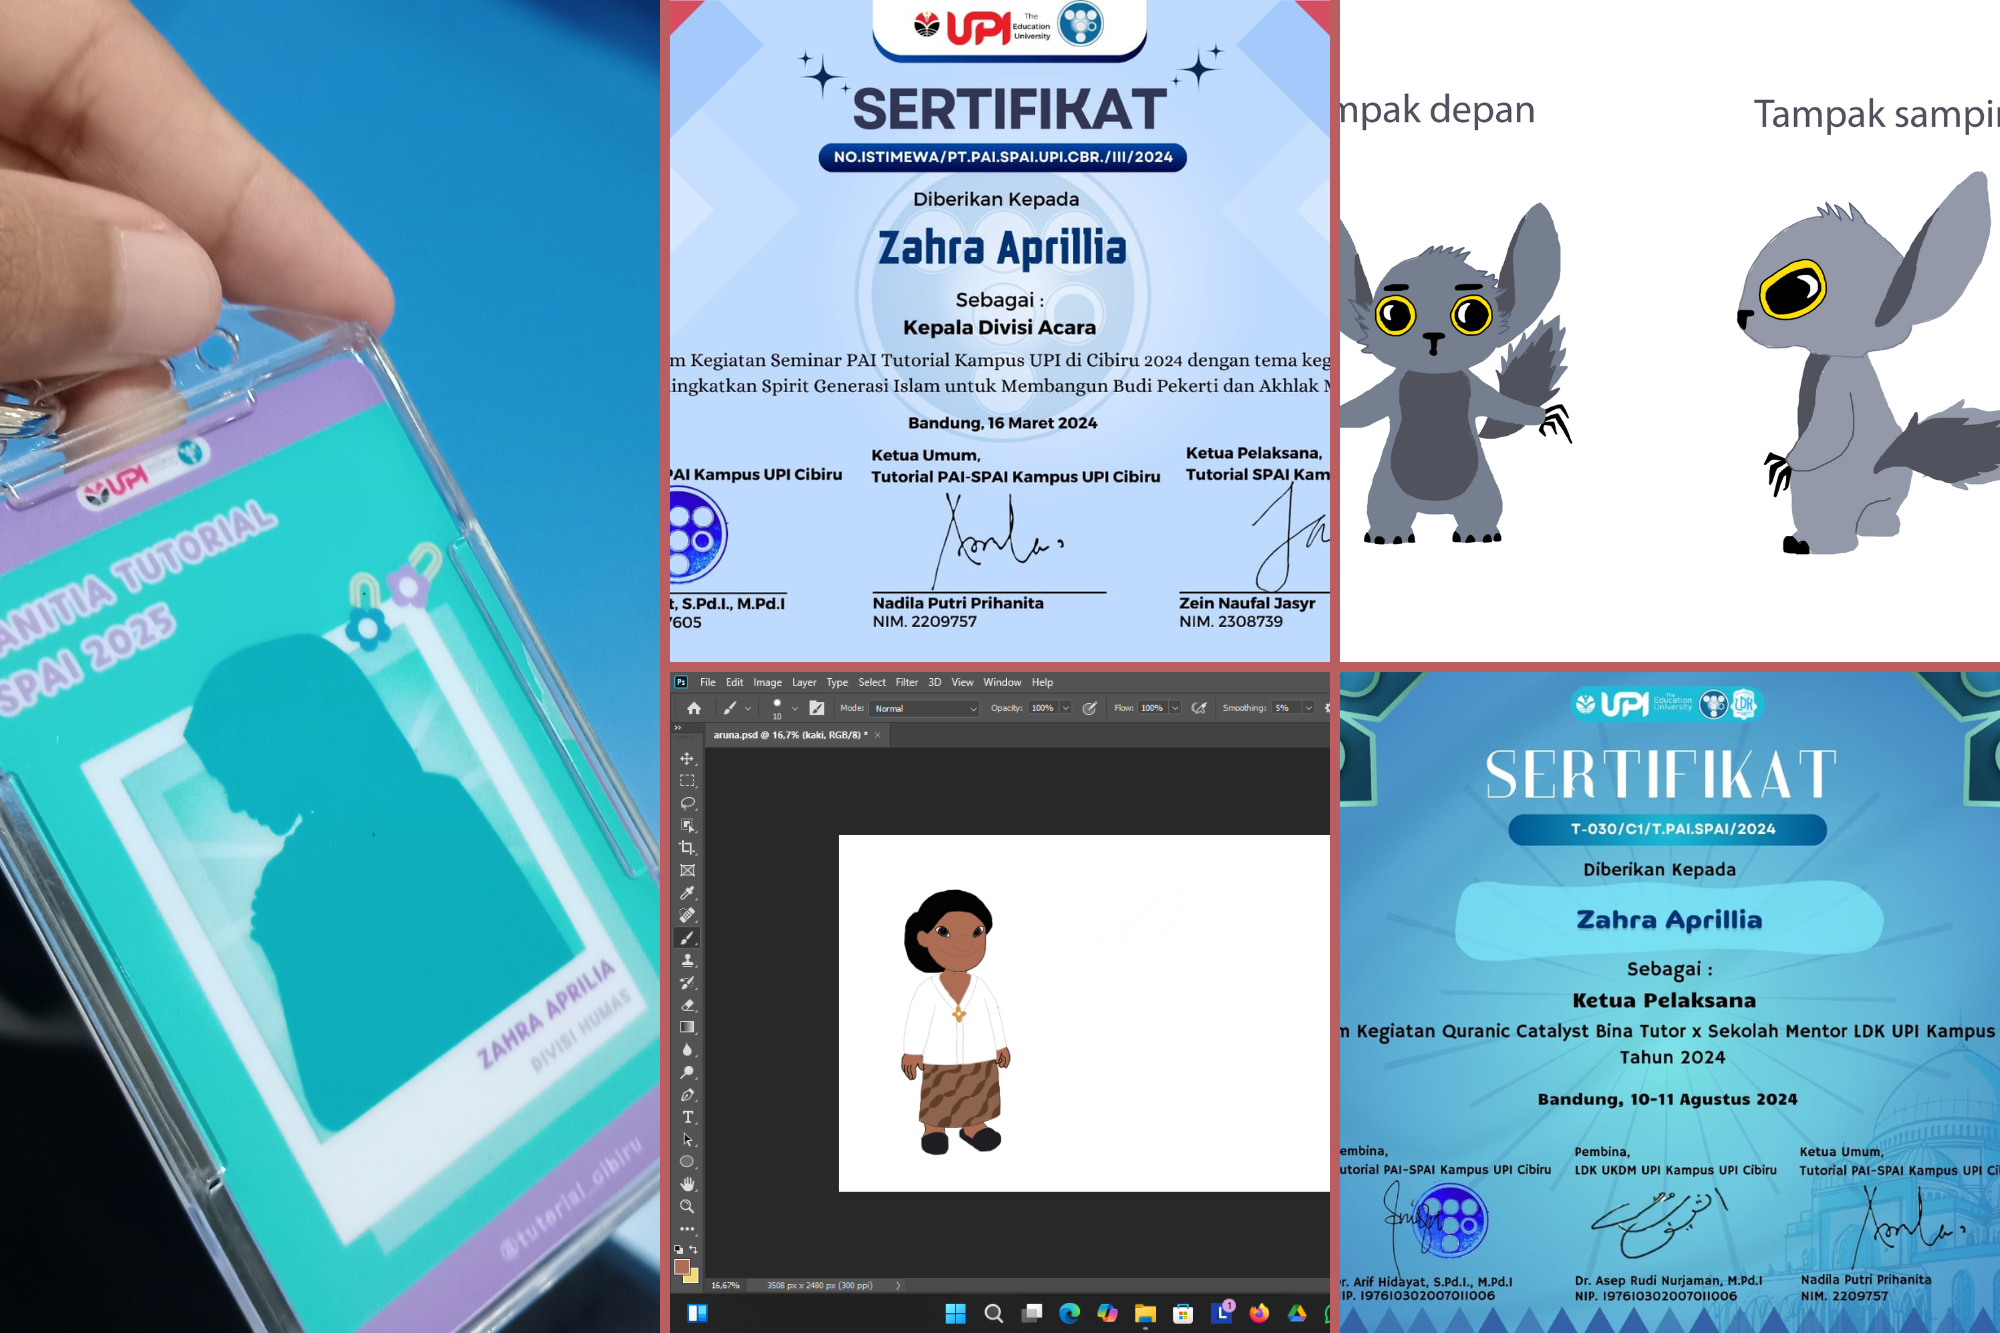 UPI
ANITIA TUTORIAL
SPAI 2025
ZAHRA APRILIA
DIVISI HUMAS
@tutorial_cibiru
UPI The Education University
SERTIFIKAT
NO.ISTIMEWA/PT.PAI.SPAI.UPI.CBR./III/2024
Diberikan Kepada
Zahra Aprillia
Sebagai :
Kepala Divisi Acara
m Kegiatan Seminar PAI Tutorial Kampus UPI di Cibiru 2024 dengan tema keg
ingkatkan Spirit Generasi Islam untuk Membangun Budi Pekerti dan Akhlak M
Bandung, 16 Maret 2024
PAI Kampus UPI Cibiru
t, S.Pd.I., M.Pd.I
7605
Ketua Umum,
Tutorial PAI-SPAI Kampus UPI Cibiru
Nadila Putri Prihanita
NIM. 2209757
Ketua Pelaksana,
Tutorial SPAI Kam
Zein Naufal Jasyr
NIM. 2308739
mpak depan
Tampak sampin
Ps File Edit Image Layer Type Select Filter 3D View Window Help
10 Mode: Normal Opacity: 100% Flow: 100% Smoothing: 5%
aruna.psd @ 16,7% (kaki, RGB/8) * ×
16,67% 3508 px x 2480 px (300 ppi)
1
UPI The Education University LDK
SERTIFIKAT
T-030/C1/T.PAI.SPAI/2024
Diberikan Kepada
Zahra Aprillia
Sebagai :
Ketua Pelaksana
m Kegiatan Quranic Catalyst Bina Tutor x Sekolah Mentor LDK UPI Kampus
Tahun 2024
Bandung, 10-11 Agustus 2024
embina,
utorial PAI-SPAI Kampus UPI Cibiru
r. Arif Hidayat, S.Pd.I., M.Pd.I
NIP. 197610302007011006
Pembina,
LDK UKDM UPI Kampus UPI Cibiru
Dr. Asep Rudi Nurjaman, M.Pd.I
NIP. 197610302007011006
Ketua Umum,
Tutorial PAI-SPAI Kampus UPI Ci
Nadila Putri Prihanita
NIM. 2209757